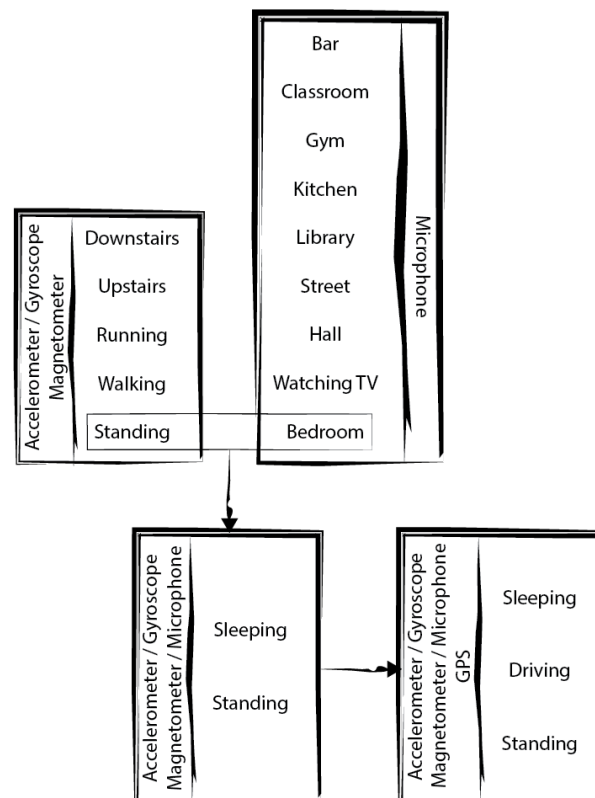 Bar
Classroom
Gym
Kitchen
Library
Street
Hall
Watching TV
Bedroom
Microphone
Accelerometer / Gyroscope
Magnetometer
Downstairs
Upstairs
Running
Walking
Standing
Accelerometer / Gyroscope
Magnetometer / Microphone
Sleeping
Standing
Accelerometer / Gyroscope
Magnetometer / Microphone
GPS
Sleeping
Driving
Standing